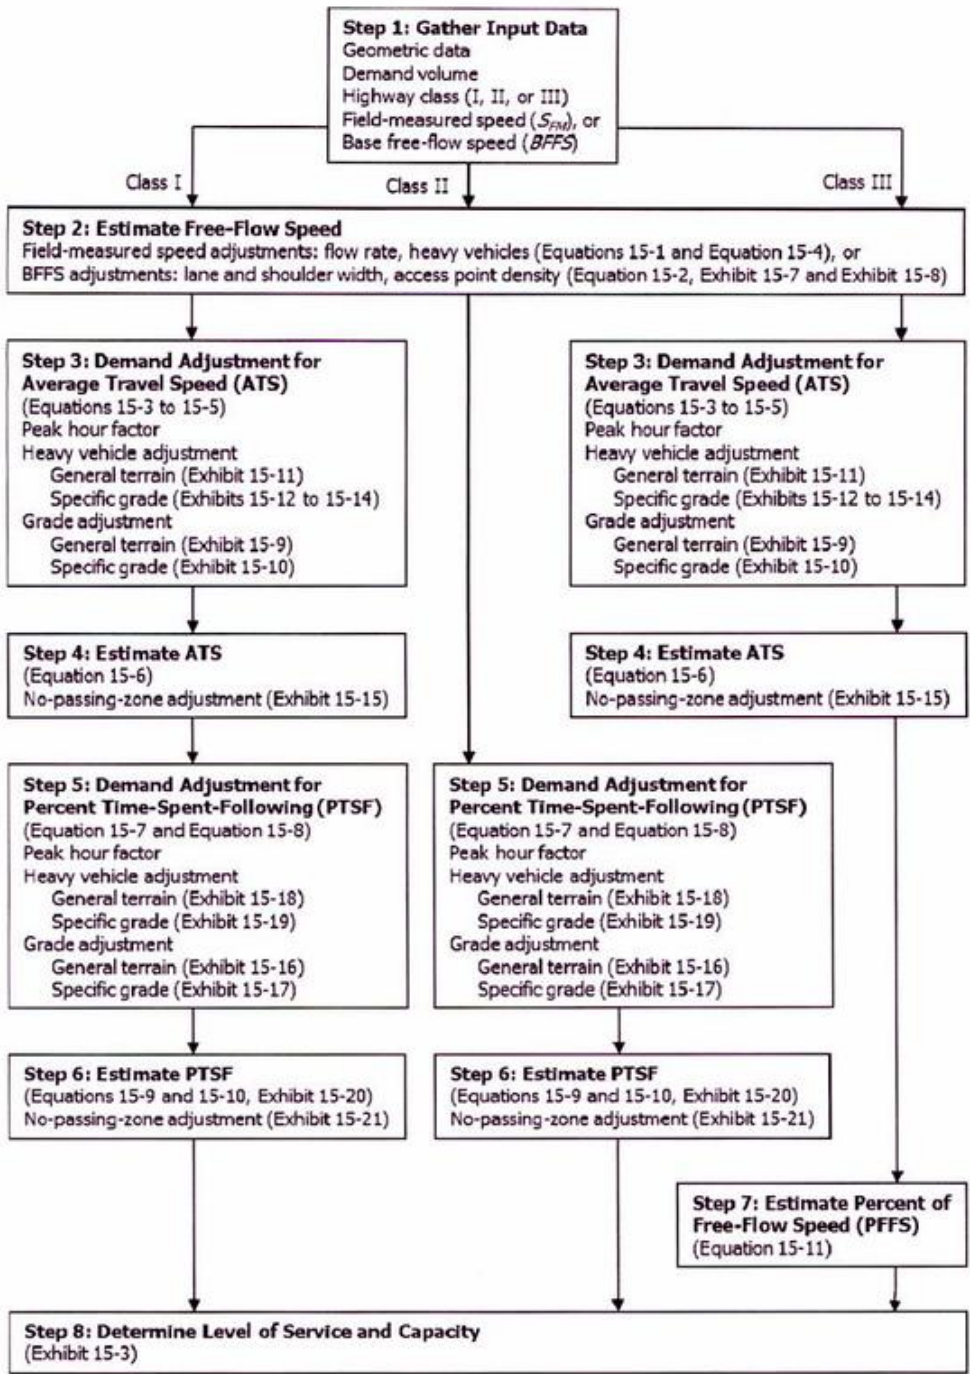 Step 1: Gather Input Data
Geometric data
Demand volume
Highway class (I, II, or III)
Field-measured speed (S_FM), or
Base free-flow speed (BFFS)
Class I
Class II
Class III
Step 2: Estimate Free-Flow Speed
Field-measured speed adjustments: flow rate, heavy vehicles (Equations 15-1 and Equation 15-4), or
BFFS adjustments: lane and shoulder width, access point density (Equation 15-2, Exhibit 15-7 and Exhibit 15-8)
Step 3: Demand Adjustment for
Average Travel Speed (ATS)
(Equations 15-3 to 15-5)
Peak hour factor
Heavy vehicle adjustment
General terrain (Exhibit 15-11)
Specific grade (Exhibits 15-12 to 15-14)
Grade adjustment
General terrain (Exhibit 15-9)
Specific grade (Exhibit 15-10)
Step 3: Demand Adjustment for
Average Travel Speed (ATS)
(Equations 15-3 to 15-5)
Peak hour factor
Heavy vehicle adjustment
General terrain (Exhibit 15-11)
Specific grade (Exhibits 15-12 to 15-14)
Grade adjustment
General terrain (Exhibit 15-9)
Specific grade (Exhibit 15-10)
Step 4: Estimate ATS
(Equation 15-6)
No-passing-zone adjustment (Exhibit 15-15)
Step 4: Estimate ATS
(Equation 15-6)
No-passing-zone adjustment (Exhibit 15-15)
Step 5: Demand Adjustment for
Percent Time-Spent-Following (PTSF)
(Equation 15-7 and Equation 15-8)
Peak hour factor
Heavy vehicle adjustment
General terrain (Exhibit 15-18)
Specific grade (Exhibit 15-19)
Grade adjustment
General terrain (Exhibit 15-16)
Specific grade (Exhibit 15-17)
Step 5: Demand Adjustment for
Percent Time-Spent-Following (PTSF)
(Equation 15-7 and Equation 15-8)
Peak hour factor
Heavy vehicle adjustment
General terrain (Exhibit 15-18)
Specific grade (Exhibit 15-19)
Grade adjustment
General terrain (Exhibit 15-16)
Specific grade (Exhibit 15-17)
Step 6: Estimate PTSF
(Equations 15-9 and 15-10, Exhibit 15-20)
No-passing-zone adjustment (Exhibit 15-21)
Step 6: Estimate PTSF
(Equations 15-9 and 15-10, Exhibit 15-20)
No-passing-zone adjustment (Exhibit 15-21)
Step 7: Estimate Percent of
Free-Flow Speed (PFFS)
(Equation 15-11)
Step 8: Determine Level of Service and Capacity
(Exhibit 15-3)